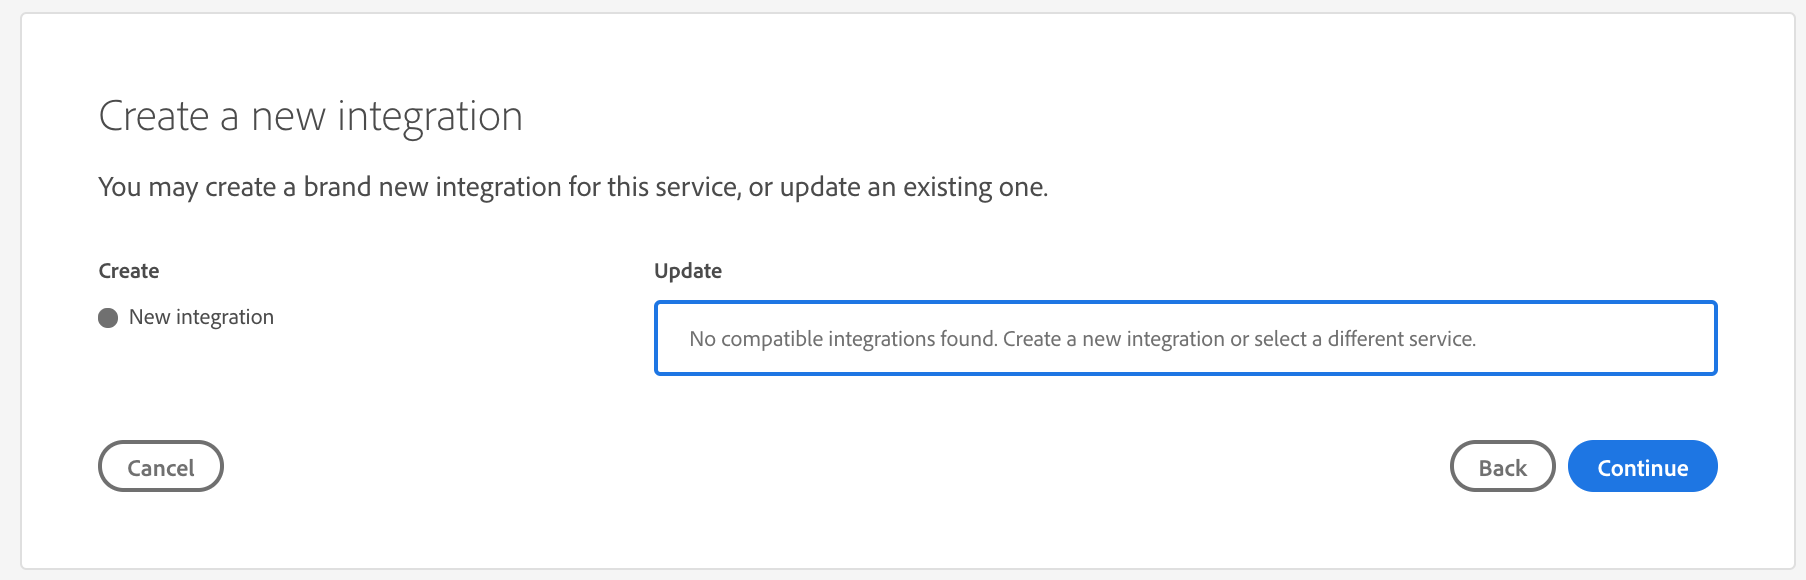 Create a new integration
You may create a brand new integration for this service, or update an existing one.
Create
Update
New integration
No compatible integrations found. Create a new integration or select a different service.
Cancel
Back
Continue